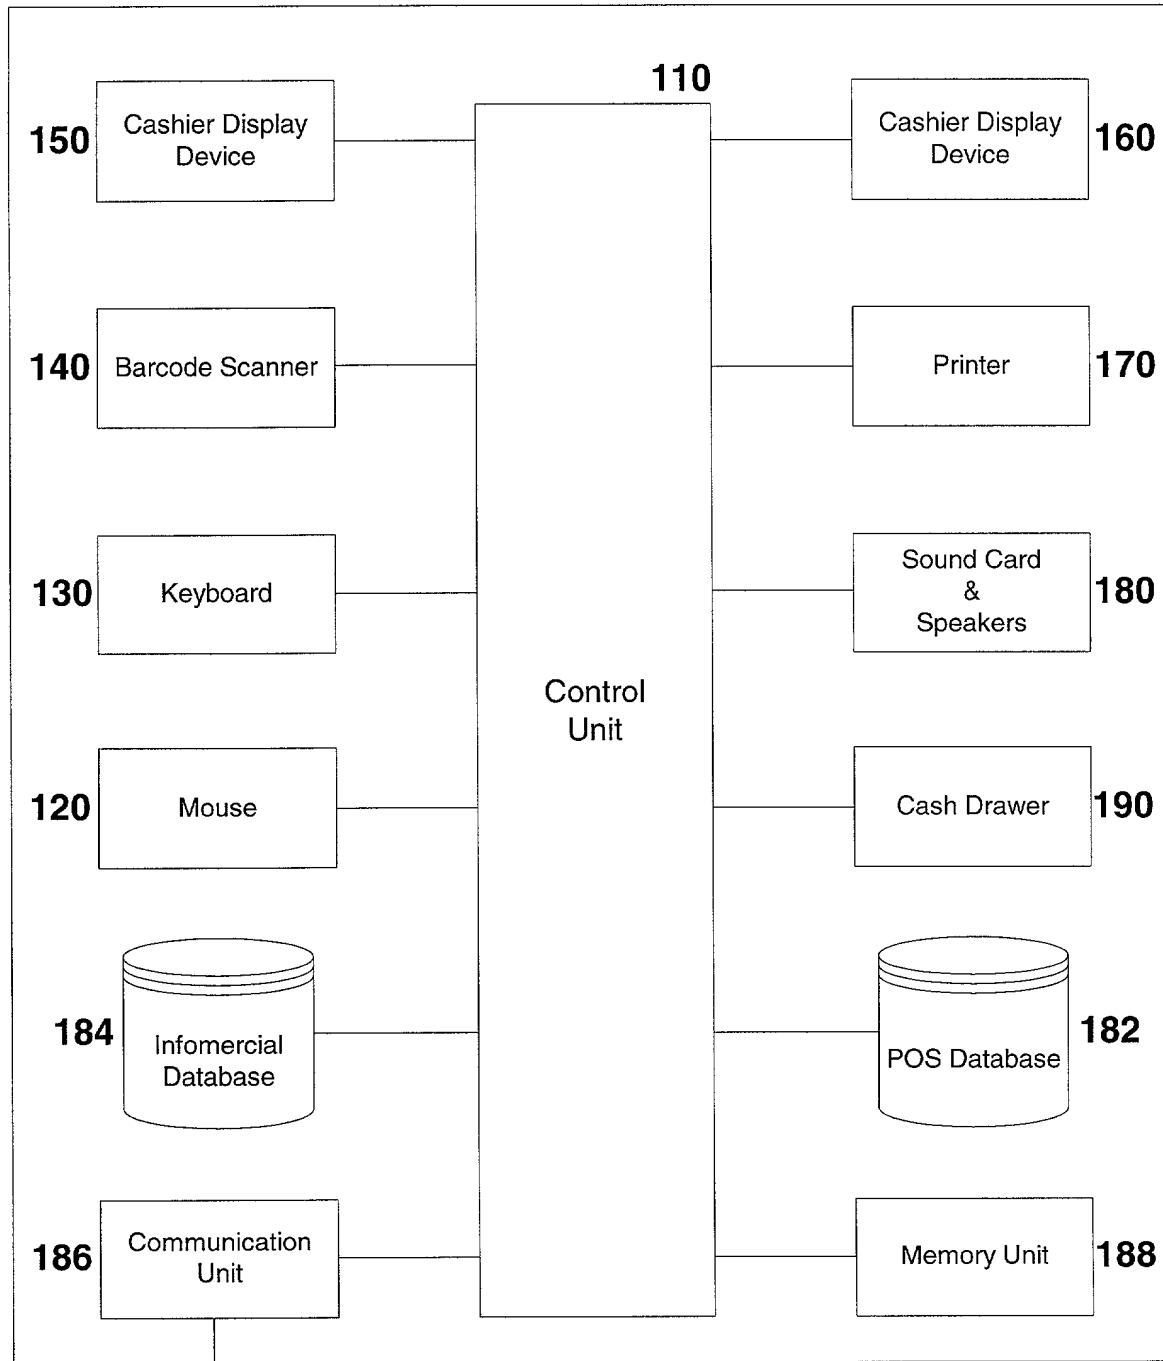 110
150
Cashier Display
Device
Cashier Display
Device
160
140
Barcode Scanner
Printer
170
130
Keyboard
Sound Card
&
Speakers
180
Control
Unit
120
Mouse
Cash Drawer
190
184
Infomercial
Database
POS Database
182
186
Communication
Unit
Memory Unit
188